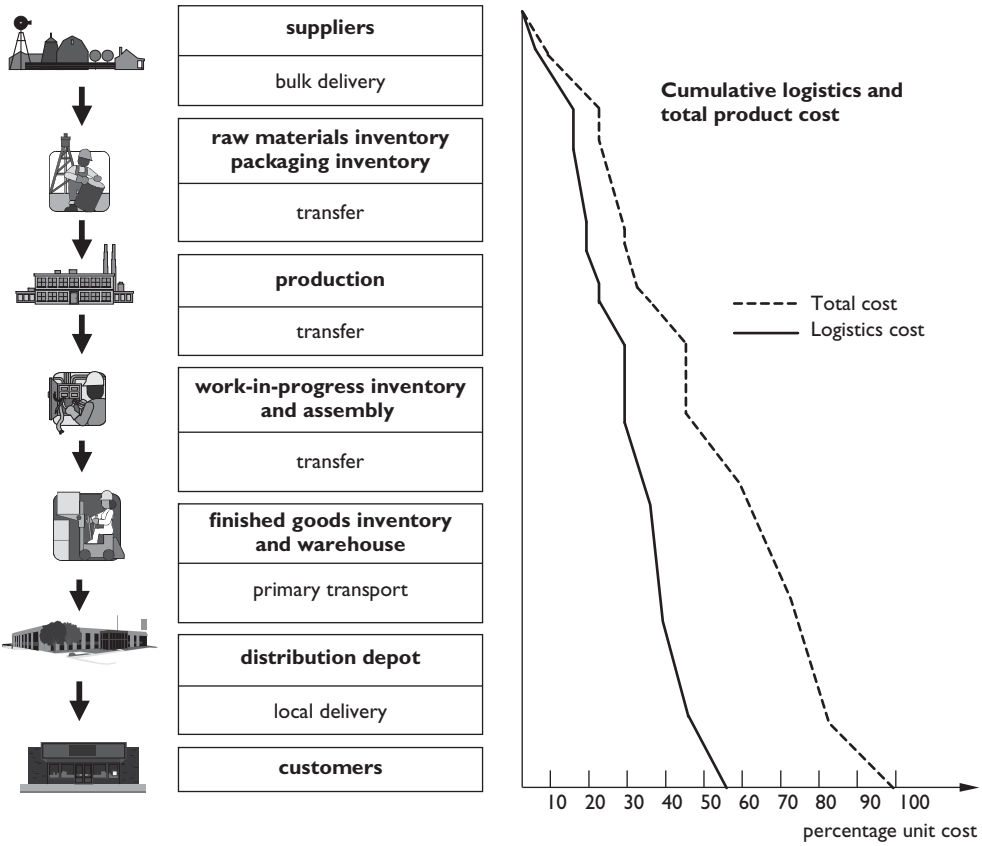 suppliers
bulk delivery
raw materials inventory
packaging inventory
transfer
production
transfer
work-in-progress inventory
and assembly
transfer
finished goods inventory
and warehouse
primary transport
distribution depot
local delivery
customers
Cumulative logistics and
total product cost
Total cost
Logistics cost
10 20 30 40 50 60 70 80 90 100
percentage unit cost